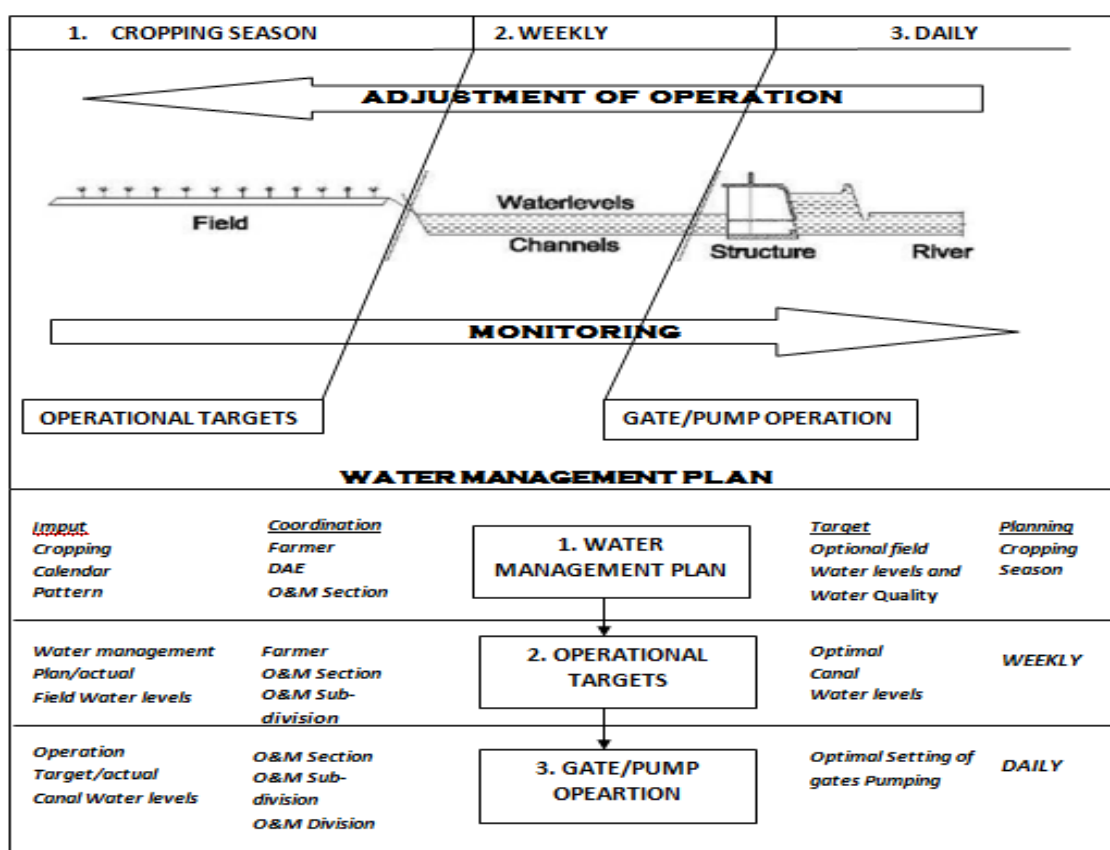 1. CROPPING SEASON
2. WEEKLY
3. DAILY
ADJUSTMENT OF OPERATION
Field
Waterlevels
Channels
Structure
River
MONITORING
OPERATIONAL TARGETS
GATE/PUMP OPERATION
WATER MANAGEMENT PLAN
Imput
Cropping
Calendar
Pattern
Coordination
Farmer
DAE
O&M Section
1. WATER
MANAGEMENT PLAN
Target
Optional field
Water levels and
Water Quality
Planning
Cropping
Season
Water management
Plan/actual
Field Water levels
Farmer
O&M Section
O&M Sub-
division
2. OPERATIONAL
TARGETS
Optimal
Canal
Water levels
WEEKLY
Operation
Target/actual
Canal Water levels
O&M Section
O&M Sub-
division
O&M Division
3. GATE/PUMP
OPEARTION
Optimal Setting of
gates Pumping
DAILY